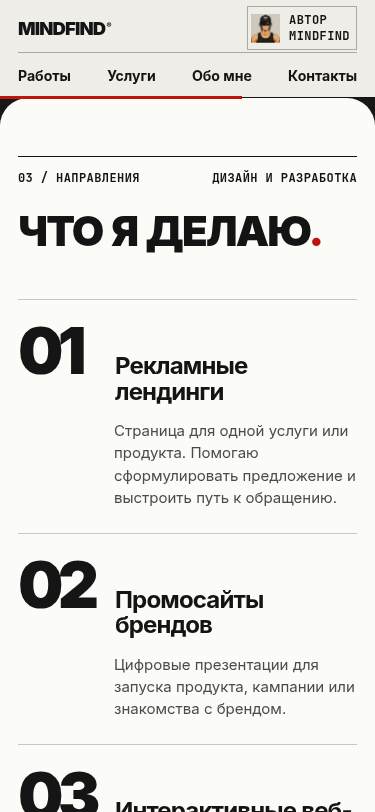 MINDFIND®
АВТОР
MINDFIND
Работы Услуги Обо мне Контакты
03 / НАПРАВЛЕНИЯ ДИЗАЙН И РАЗРАБОТКА
ЧТО Я ДЕЛАЮ.
01
Рекламные
лендинги
Страница для одной услуги или
продукта. Помогаю
сформулировать предложение и
выстроить путь к обращению.
02
Промосайты
брендов
Цифровые презентации для
запуска продукта, кампании или
знакомства с брендом.
03
Интерактивные веб-